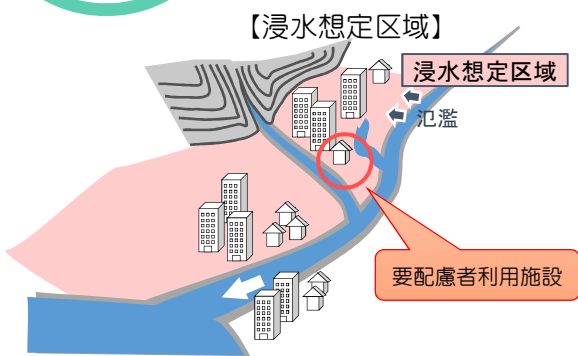 【浸水想定区域】
浸水想定区域
氾濫
要配慮者利用施設